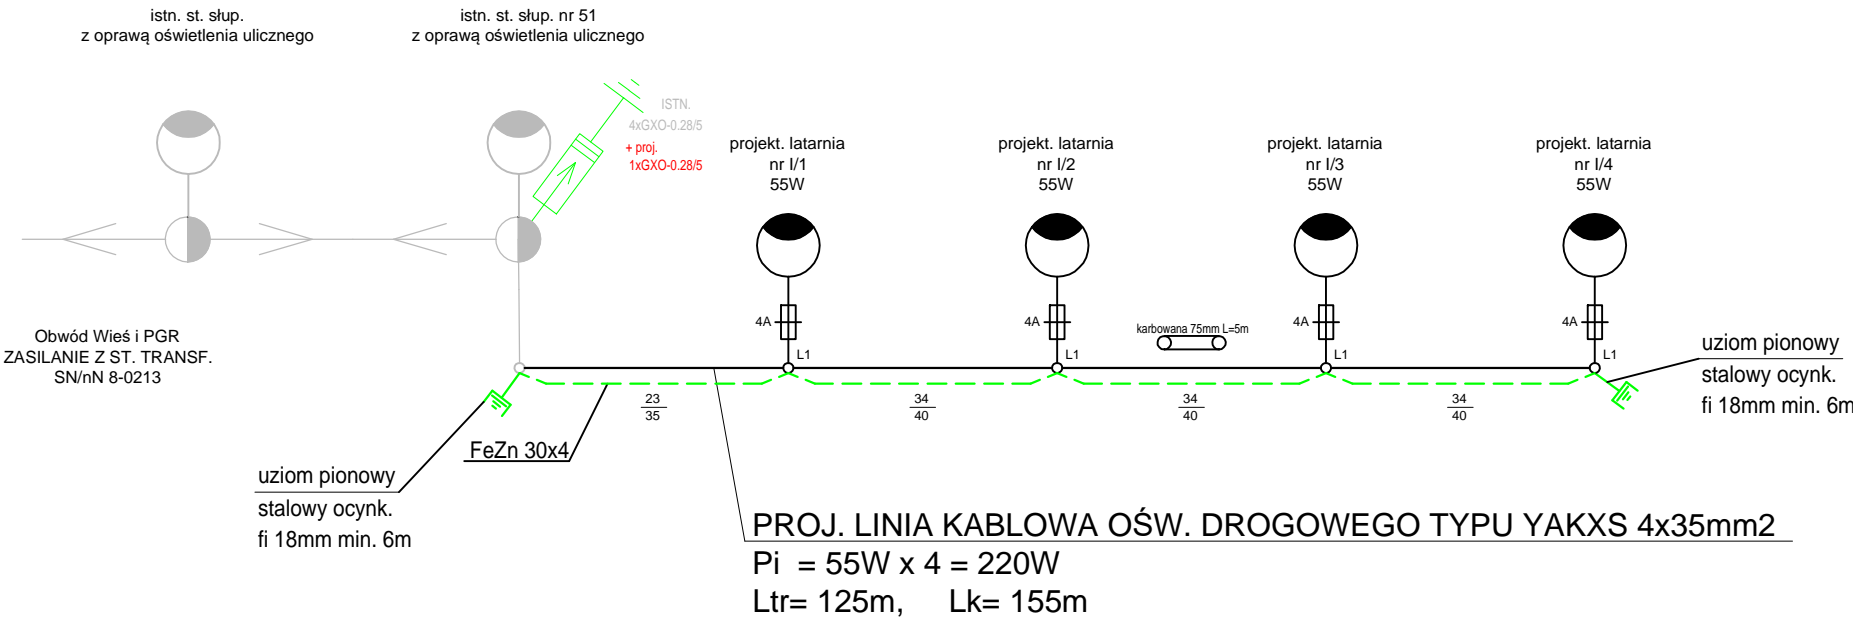 istn. st. słup.
z oprawą oświetlenia ulicznego
istn. st. słup. nr 51
z oprawą oświetlenia ulicznego
ISTN.
4xGXO-0.28/5
+ proj.
1xGXO-0.28/5
projekt. latarnia
nr I/1
55W
projekt. latarnia
nr I/2
55W
projekt. latarnia
nr I/3
55W
projekt. latarnia
nr I/4
55W
4A
4A
4A
4A
karbowana 75mm L=5m
L1
L1
L1
L1
Obwód Wieś i PGR
ZASILANIE Z ST. TRANSF.
SN/nN 8-0213
uziom pionowy
stalowy ocynk.
fi 18mm min. 6m
23
35
34
40
34
40
34
40
FeZn 30x4
uziom pionowy
stalowy ocynk.
fi 18mm min. 6m
PROJ. LINIA KABLOWA OŚW. DROGOWEGO TYPU YAKXS 4x35mm2
Pi = 55W x 4 = 220W
Ltr= 125m, Lk= 155m